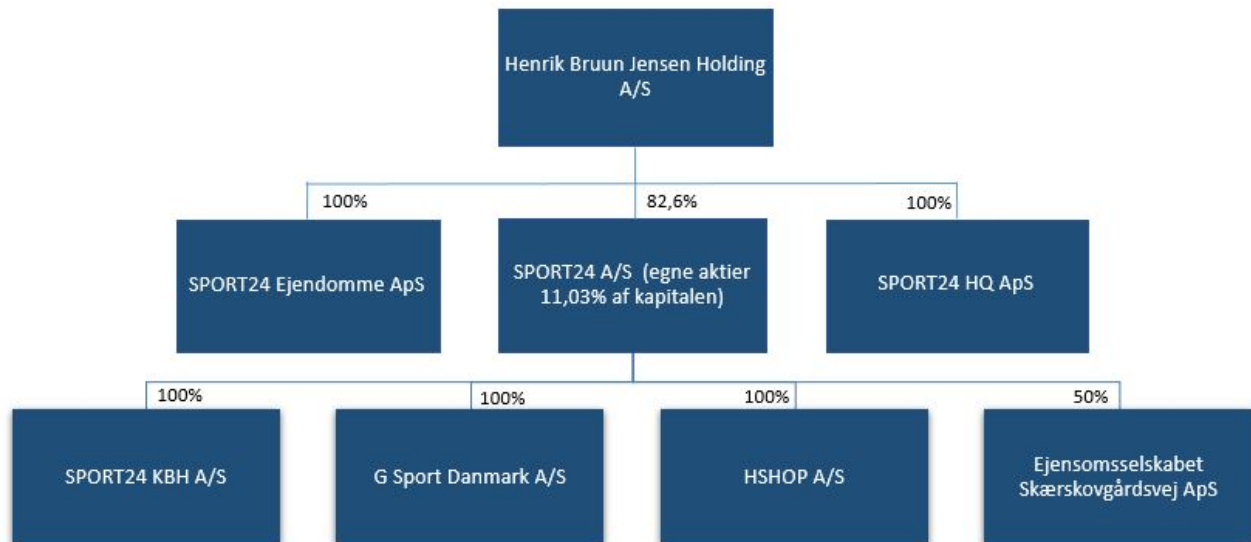 Henrik Bruun Jensen Holding
A/S
100%
82,6%
100%
SPORT24 Ejendomme ApS
SPORT24 A/S (egne aktier
11,03% af kapitalen)
SPORT24 HQ ApS
100%
100%
100%
50%
SPORT24 KBH A/S
G Sport Danmark A/S
HSHOP A/S
Ejensomsselskabet
Skærskovgårdsvej ApS